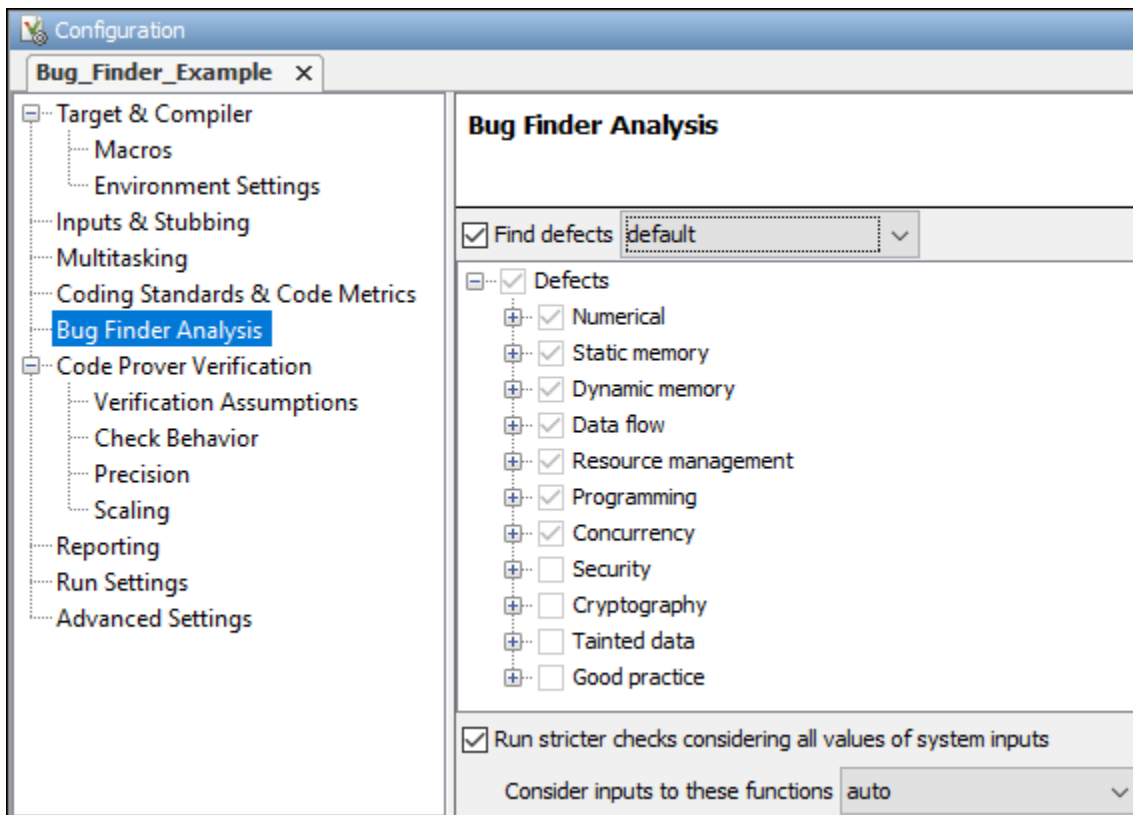 Configuration
Bug_Finder_Example X
Target & Compiler
Macros
Environment Settings
Inputs & Stubbing
Multitasking
Coding Standards & Code Metrics
Bug Finder Analysis
Code Prover Verification
Verification Assumptions
Check Behavior
Precision
Scaling
Reporting
Run Settings
Advanced Settings
Bug Finder Analysis
Find defects default
Defects
Numerical
Static memory
Dynamic memory
Data flow
Resource management
Programming
Concurrency
Security
Cryptography
Tainted data
Good practice
Run stricter checks considering all values of system inputs
Consider inputs to these functions auto